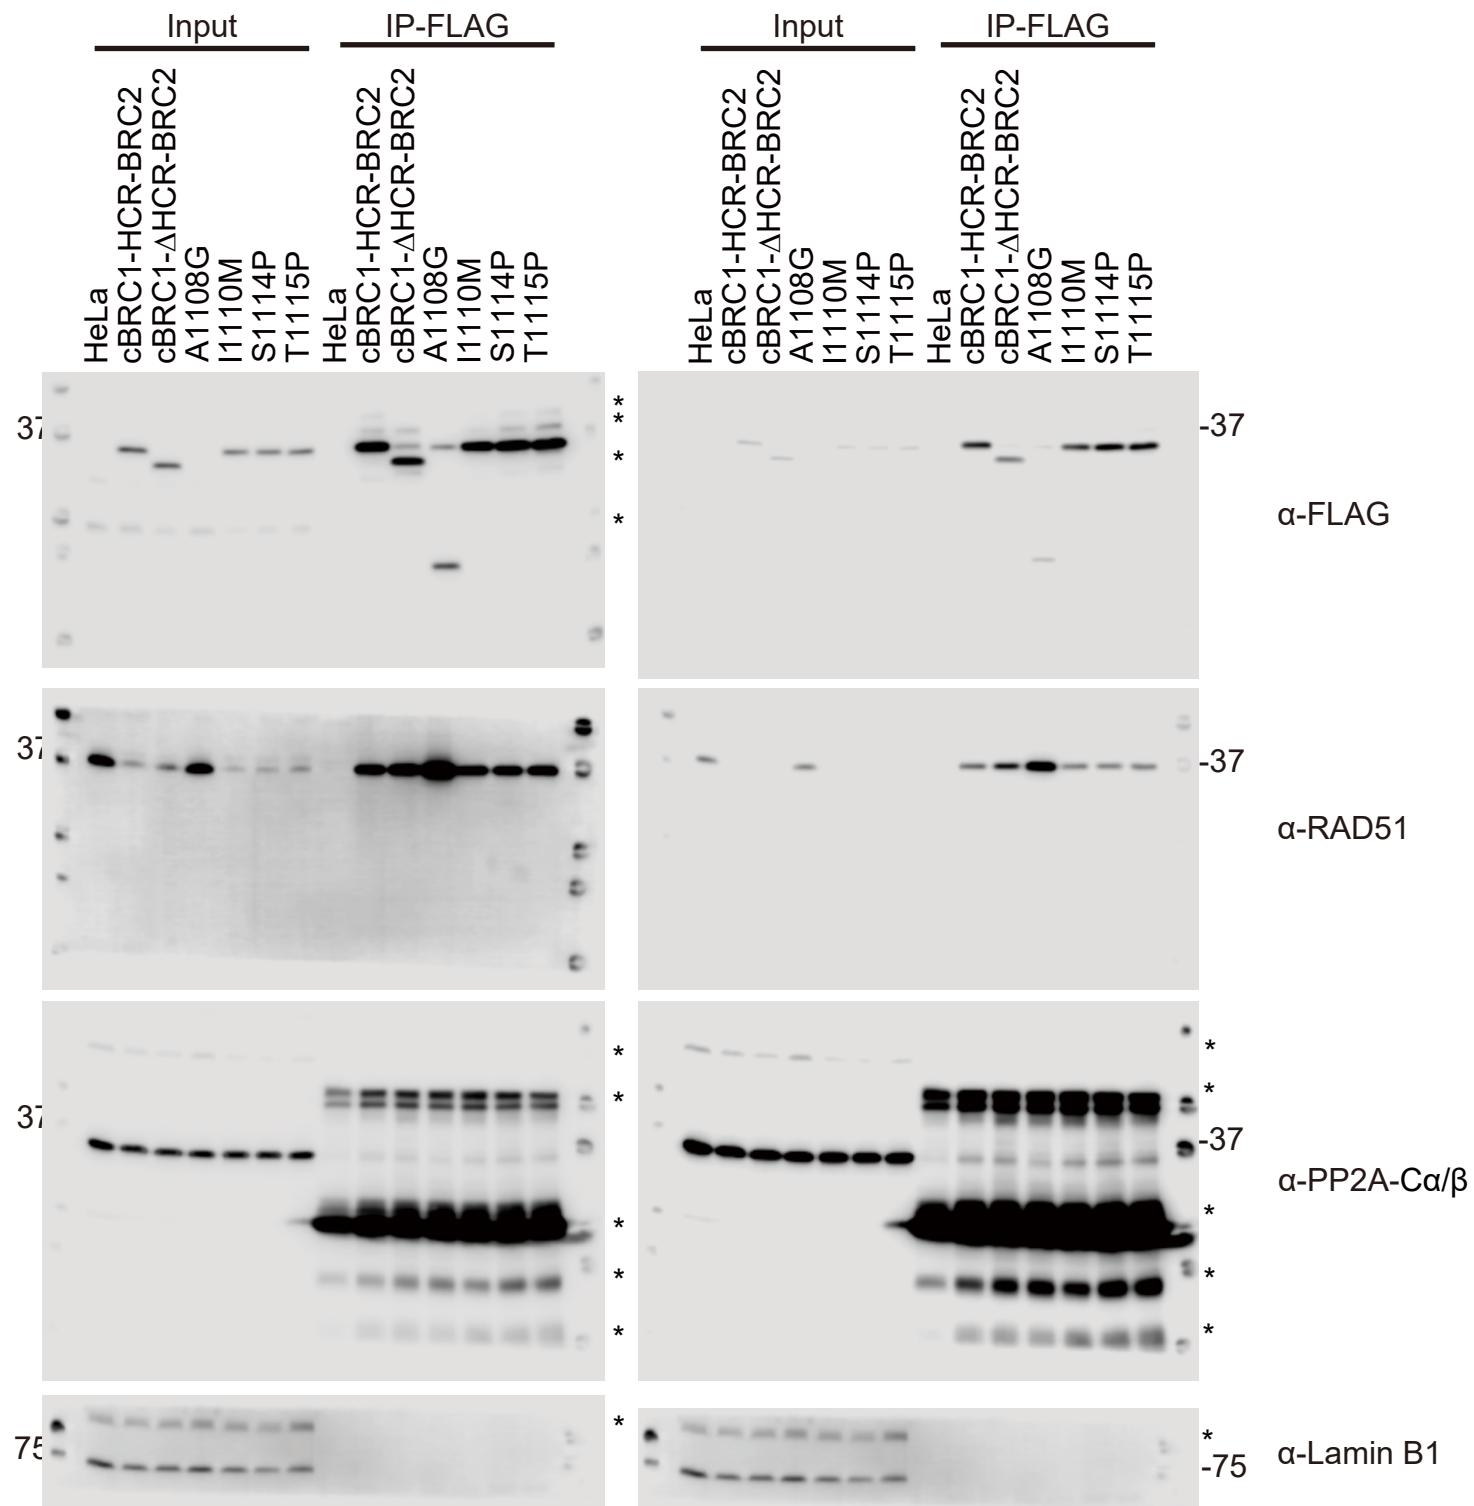 Input IP-FLAG Input IP-FLAG
HeLa cBRC1-HCR-BRC2 cBRC1-ΔHCR-BRC2 A1108G I1110M S1114P T1115P HeLa cBRC1-HCR-BRC2 cBRC1-ΔHCR-BRC2 A1108G I1110M S1114P T1115P HeLa cBRC1-HCR-BRC2 cBRC1-ΔHCR-BRC2 A1108G I1110M S1114P T1115P HeLa cBRC1-HCR-BRC2 cBRC1-ΔHCR-BRC2 A1108G I1110M S1114P T1115P
*
37 * -37
*
α-FLAG
*
37 -37
α-RAD51
* *
* *
37 -37
α-PP2A-Cα/β
* *
* *
* *
* *
75 -75 α-Lamin B1